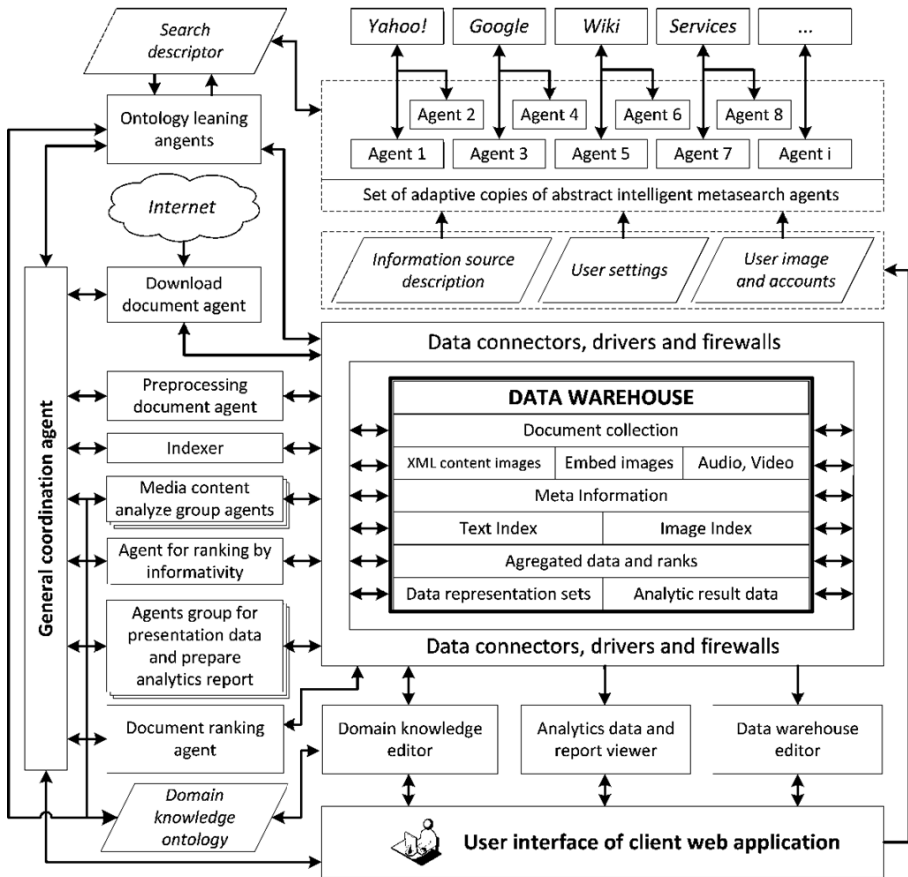 Search
descriptor
Yahoo!
Google
Wiki
Services
...
Ontology leaning
angents
Agent 2
Agent 4
Agent 6
Agent 8
Agent 1
Agent 3
Agent 5
Agent 7
Agent i
Set of adaptive copies of abstract intelligent metasearch agents
Internet
Information source
description
User settings
User image
and accounts
Download
document agent
General coordination agent
Preprocessing
document agent
Indexer
Media content
analyze group agents
Agent for ranking by
informativity
Agents group for
presentation data
and prepare
analytics report
Document ranking
agent
Domain
knowledge
ontology
Data connectors, drivers and firewalls
DATA WAREHOUSE
Document collection
XML content images
Embed images
Audio, Video
Meta Information
Text Index
Image Index
Agregated data and ranks
Data representation sets
Analytic result data
Data connectors, drivers and firewalls
Domain knowledge
editor
Analytics data and
report viewer
Data warehouse
editor
User interface of client web application